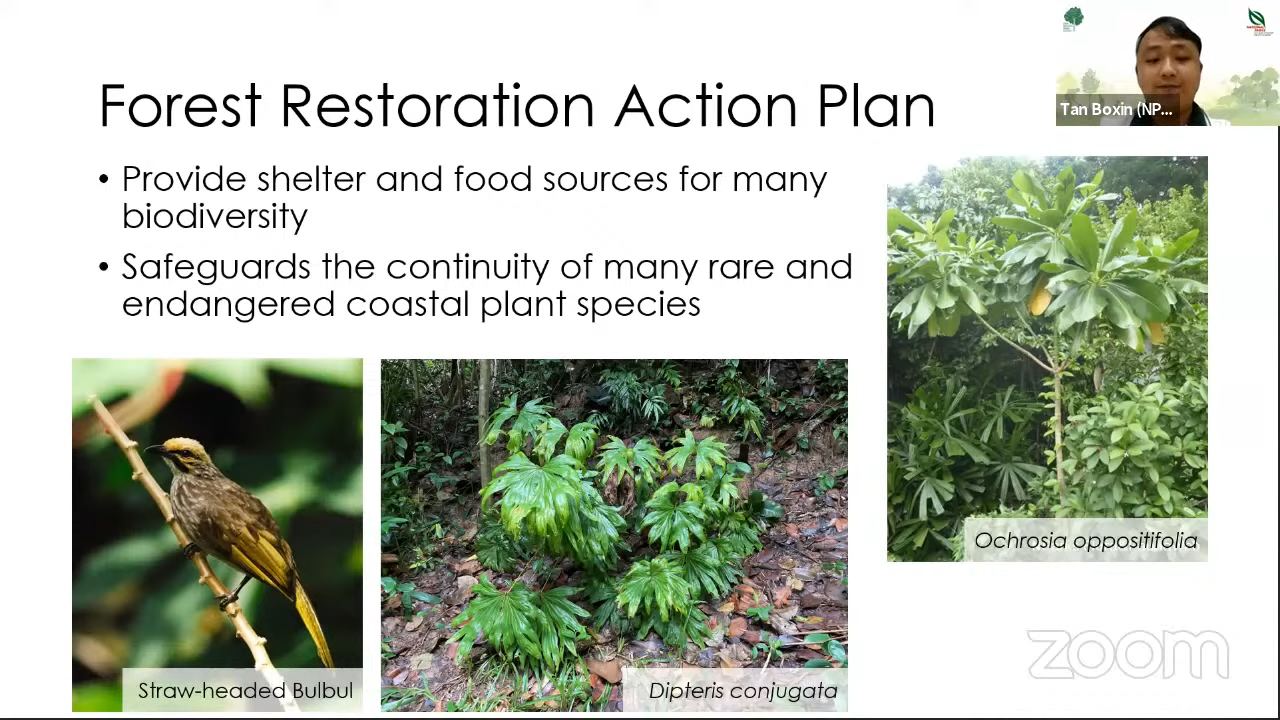 Forest Restoration Action Plan
Tan Boxin (NP...
• Provide shelter and food sources for many
biodiversity
• Safeguards the continuity of many rare and
endangered coastal plant species
Ochrosia oppositifolia
Straw-headed Bulbul
Dipteris conjugata
zoom